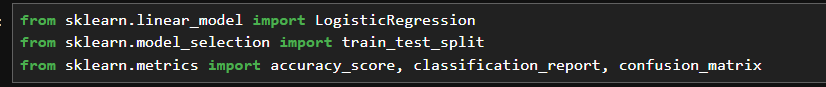 from sklearn.linear_model import LogisticRegression
from sklearn.model_selection import train_test_split
from sklearn.metrics import accuracy_score, classification_report, confusion_matrix